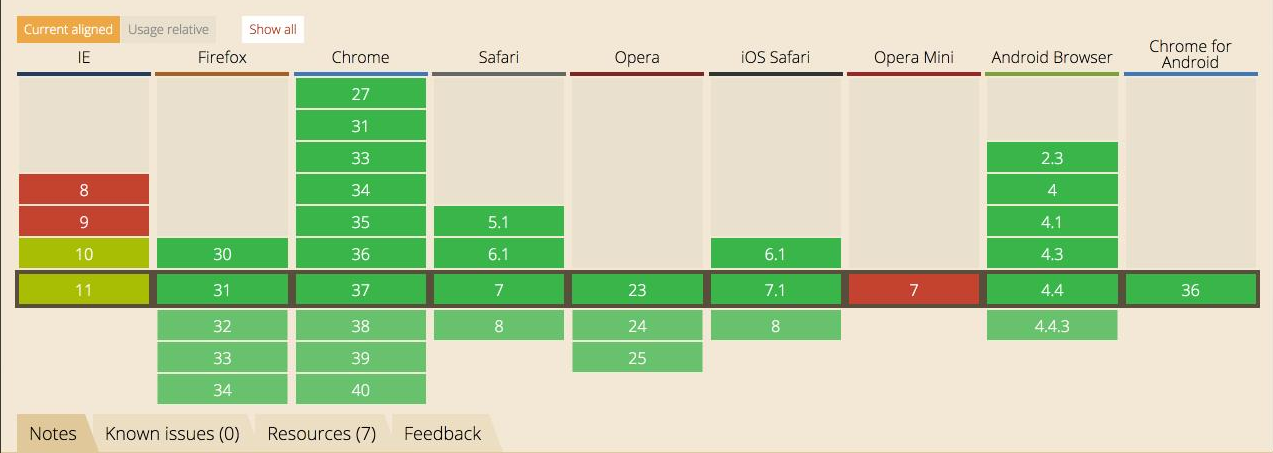 Current aligned Usage relative Show all
IE Firefox Chrome Safari Opera iOS Safari Opera Mini Android Browser Chrome for Android
27
31
33 2.3
8 34 4
9 35 5.1 4.1
10 30 36 6.1 6.1 4.3
11 31 37 7 23 7.1 7 4.4 36
32 38 8 24 8 4.4.3
33 39 25
34 40
Notes Known issues (0) Resources (7) Feedback